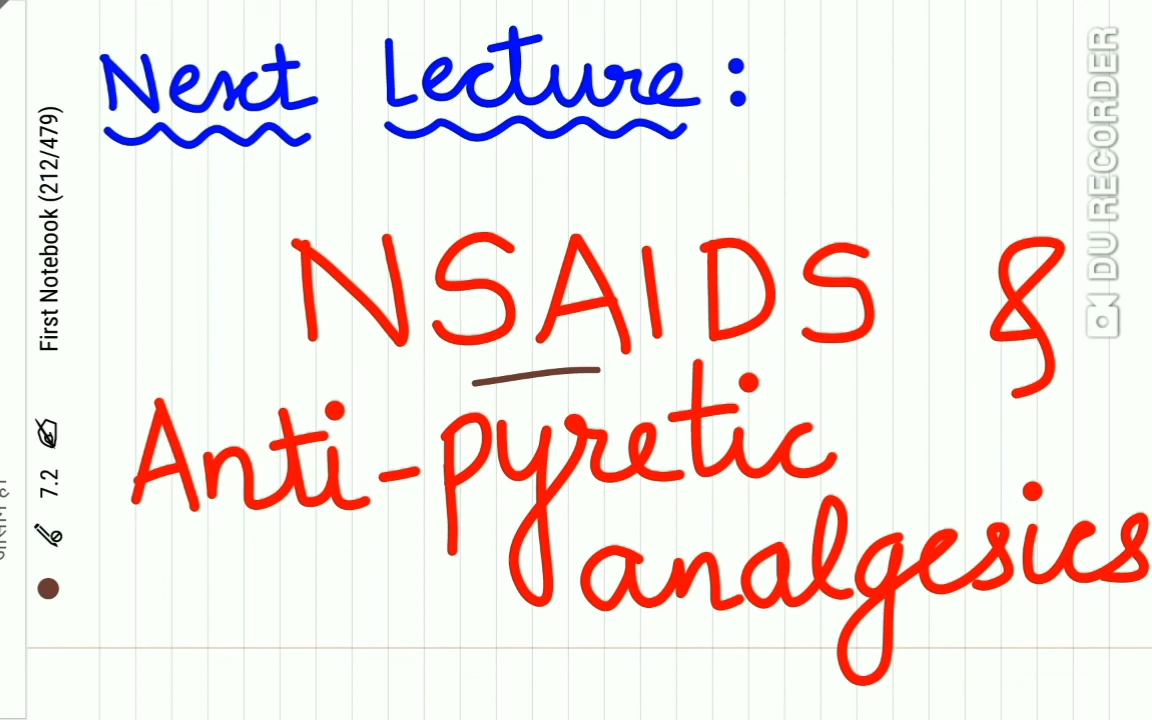 Next Lecture :
NSAIDS &
Anti-pyretic
analgesics
First Notebook (212/479)
7.2
DU RECORDER